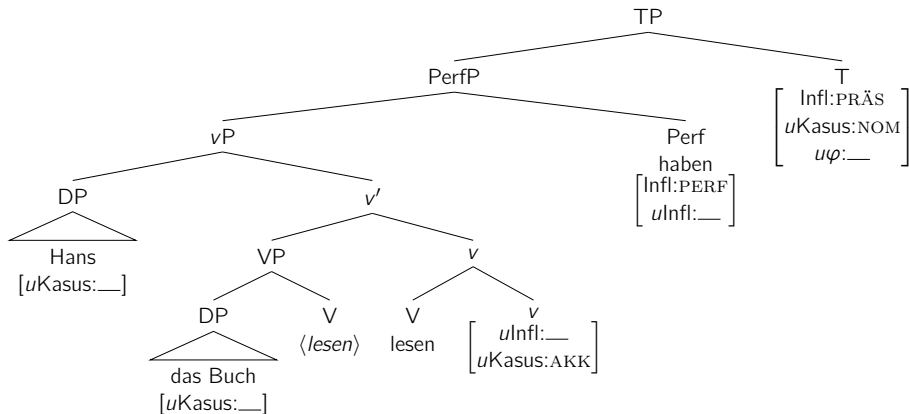 TP
PerfP T
[Infl:PRÄS
uKasus:NOM
uφ:__]
vP Perf
haben
[Infl:PERF
uInfl:__]
DP v′
Hans
[uKasus:__]
VP v
DP V V v
das Buch
[uKasus:__]
⟨lesen⟩ lesen
[uInfl:__
uKasus:AKK]